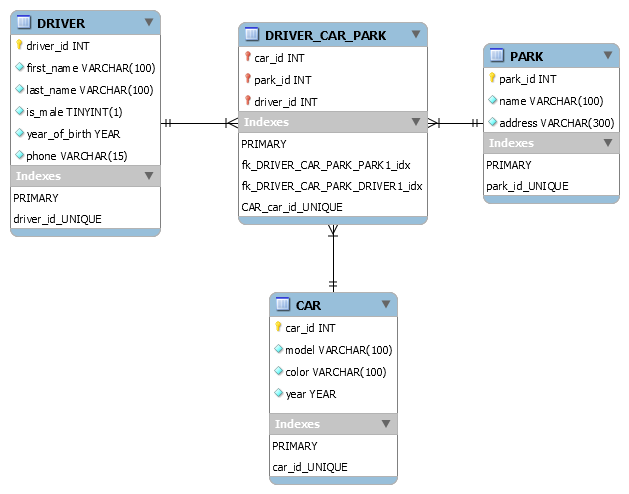 DRIVER
driver_id INT
first_name VARCHAR(100)
last_name VARCHAR(100)
is_male TINYINT(1)
year_of_birth YEAR
phone VARCHAR(15)
Indexes
PRIMARY
driver_id_UNIQUE
DRIVER_CAR_PARK
car_id INT
park_id INT
driver_id INT
Indexes
PRIMARY
fk_DRIVER_CAR_PARK_PARK1_idx
fk_DRIVER_CAR_PARK_DRIVER1_idx
CAR_car_id_UNIQUE
PARK
park_id INT
name VARCHAR(100)
address VARCHAR(300)
Indexes
PRIMARY
park_id_UNIQUE
CAR
car_id INT
model VARCHAR(100)
color VARCHAR(100)
year YEAR
Indexes
PRIMARY
car_id_UNIQUE